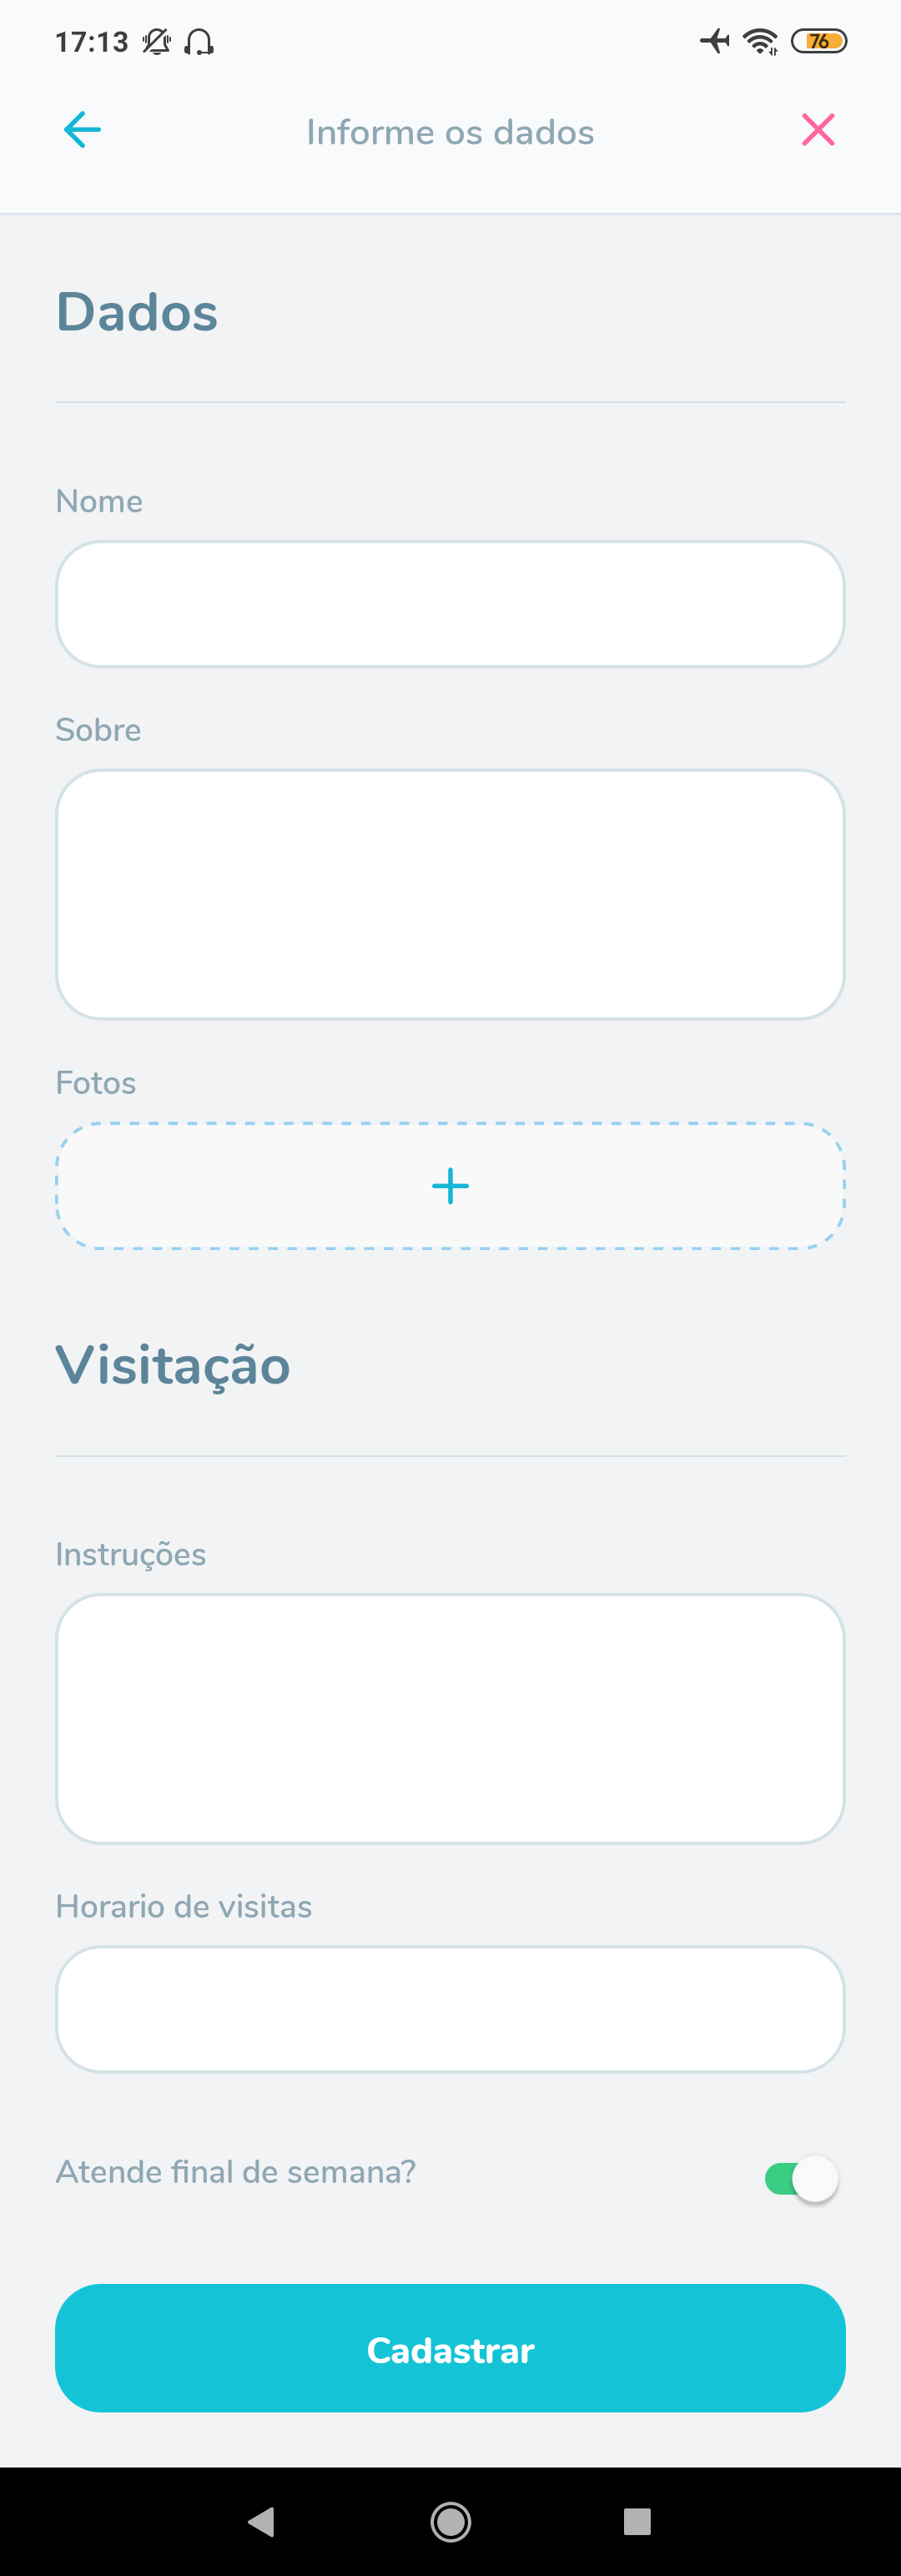 17:13
76
Informe os dados
Dados
Nome
Sobre
Fotos
Visitação
Instruções
Horario de visitas
Atende final de semana?
Cadastrar